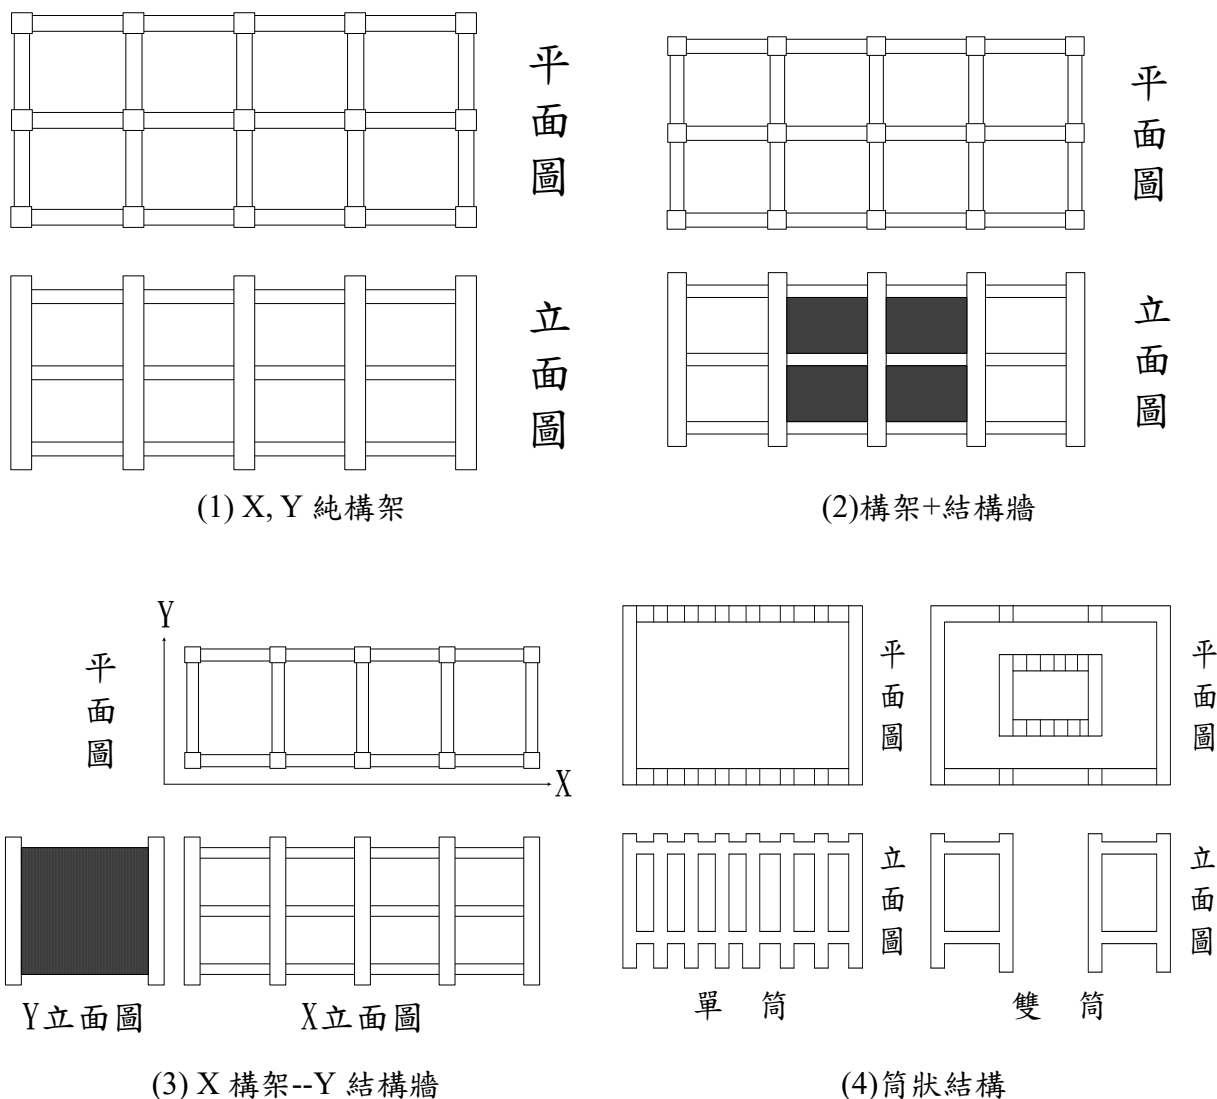 平面圖
平面圖
立面圖
立面圖
(1) X, Y 純構架
(2)構架+結構牆
Y
平面圖
X
平面圖
平面圖
立面圖
立面圖
Y立面圖
X立面圖
單筒
雙筒
(3) X 構架--Y 結構牆
(4)筒狀結構